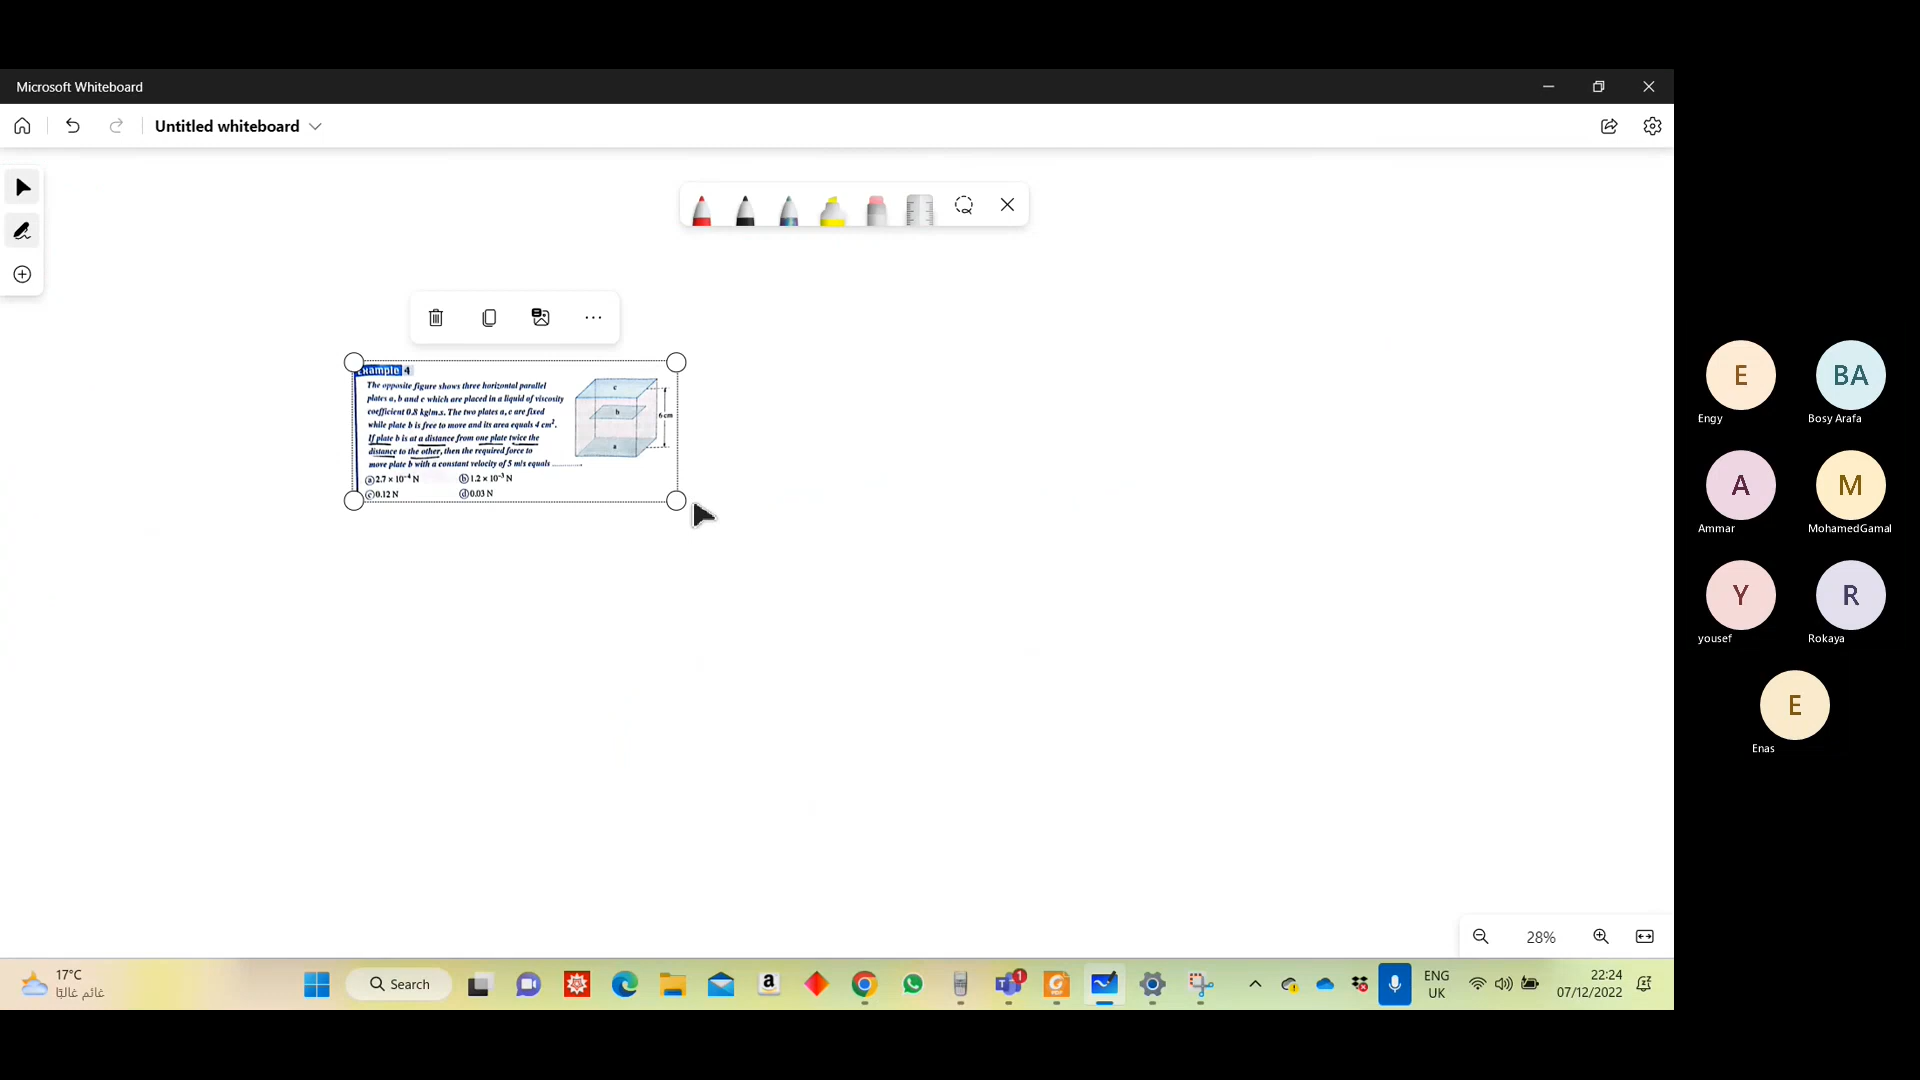 Microsoft Whiteboard
Untitled whiteboard
Example 4
The opposite figure shows three horizontal parallel
plates a, b and c which are placed in a liquid of viscosity
coefficient 0.8 kg/m.s. The two plates a, c are fixed
while plate b is free to move and its area equals 4 cm².
If plate b is at a distance from one plate twice the
distance to the other, then the required force to
move plate b with a constant velocity of 5 m/s equals ............
ⓐ 2.7 × 10⁻⁴ N ⓑ 1.2 × 10⁻³ N
ⓒ 0.12 N ⓓ 0.03 N
c
b
6 cm
a
E BA
Engy Bosy Arafa
A M
Ammar MohamedGamal
Y R
yousef Rokaya
E
Enas
28%
17°C
غائم غالبًا
Search
1
ENG
UK
22:24
07/12/2022